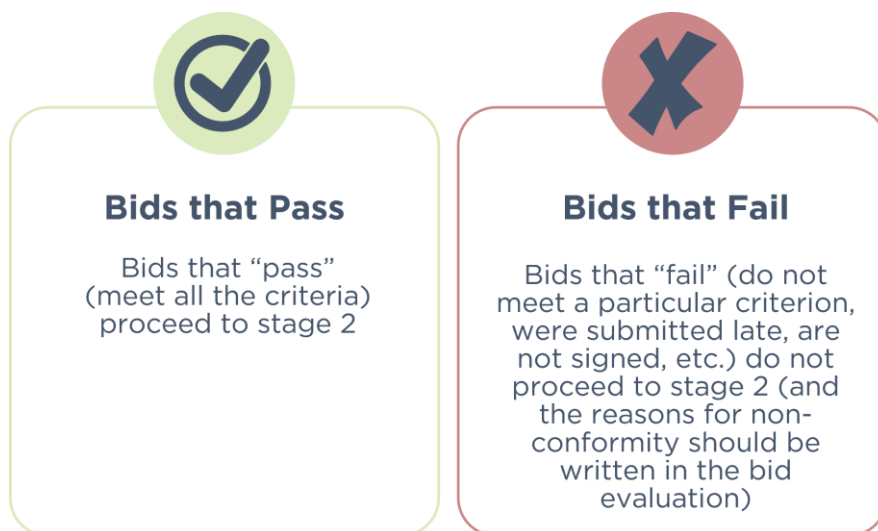 Bids that Pass
Bids that “pass”
(meet all the criteria)
proceed to stage 2
Bids that Fail
Bids that “fail” (do not
meet a particular criterion,
were submitted late, are
not signed, etc.) do not
proceed to stage 2 (and
the reasons for non-
conformity should be
written in the bid
evaluation)